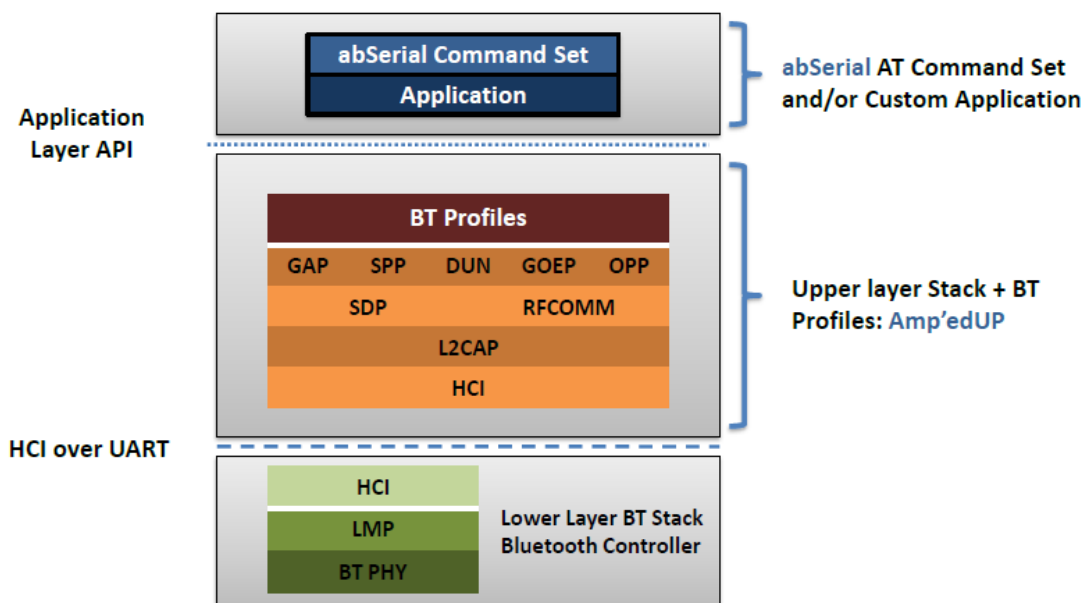 abSerial Command Set
Application
abSerial AT Command Set
and/or Custom Application
Application
Layer API
BT Profiles
GAP SPP DUN GOEP OPP
SDP RFCOMM
L2CAP
HCI
Upper layer Stack + BT
Profiles: Amp'edUP
HCI over UART
HCI
LMP
BT PHY
Lower Layer BT Stack
Bluetooth Controller